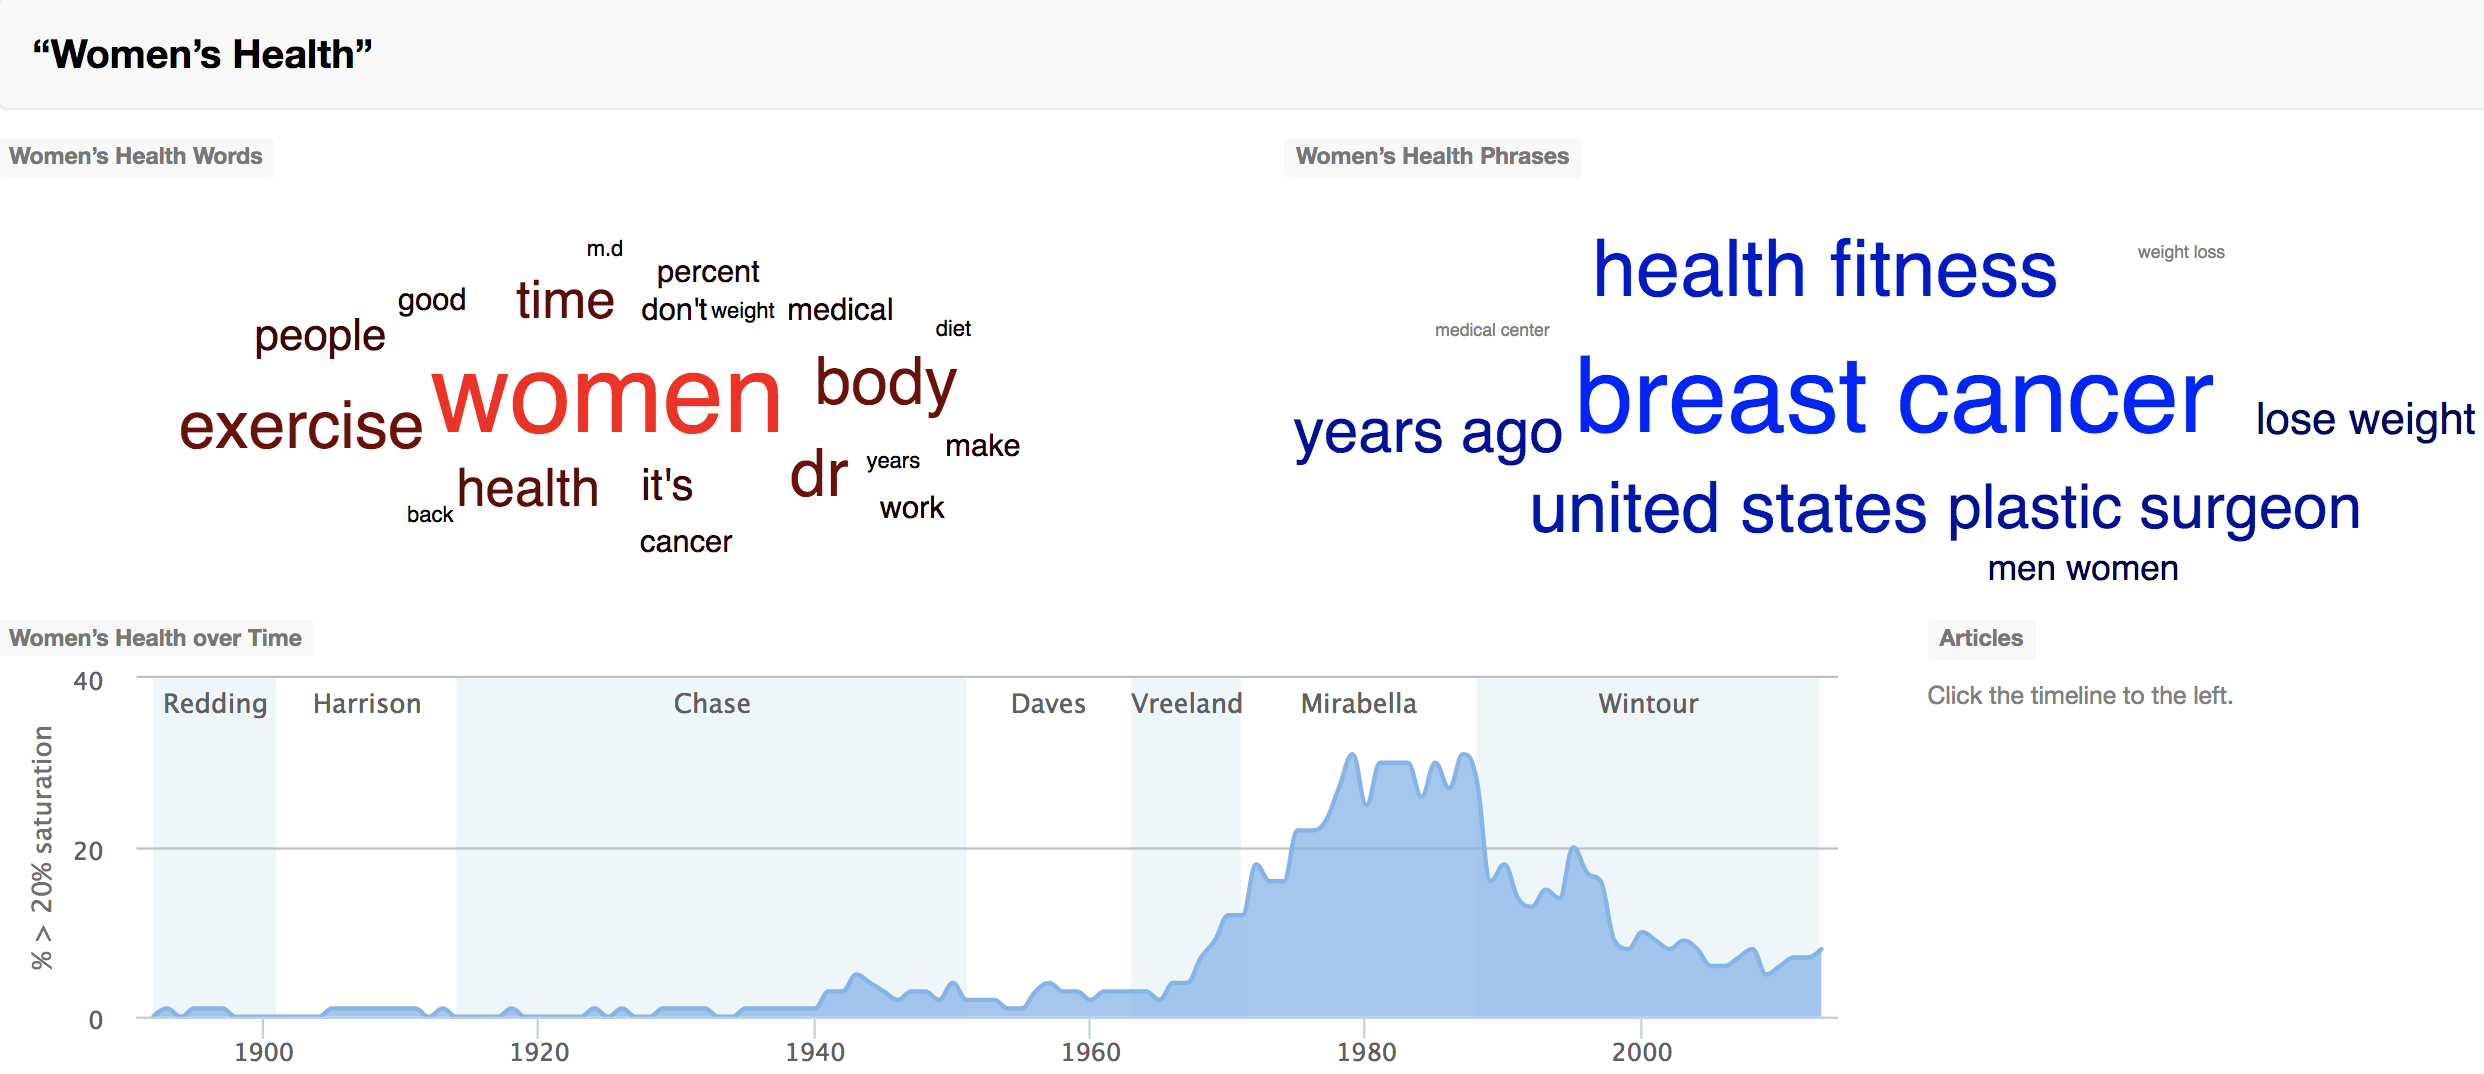 “Women’s Health”
Women’s Health Words
Women’s Health Phrases
m.d
percent
good
time
don't
weight
medical
people
diet
women
body
exercise
make
dr
years
health
it's
work
back
cancer
health fitness
weight loss
medical center
breast cancer
years ago
lose weight
united states
plastic surgeon
men women
Women’s Health over Time
Articles
Click the timeline to the left.
% > 20% saturation
40
20
0
Redding
Harrison
Chase
Daves
Vreeland
Mirabella
Wintour
1900
1920
1940
1960
1980
2000